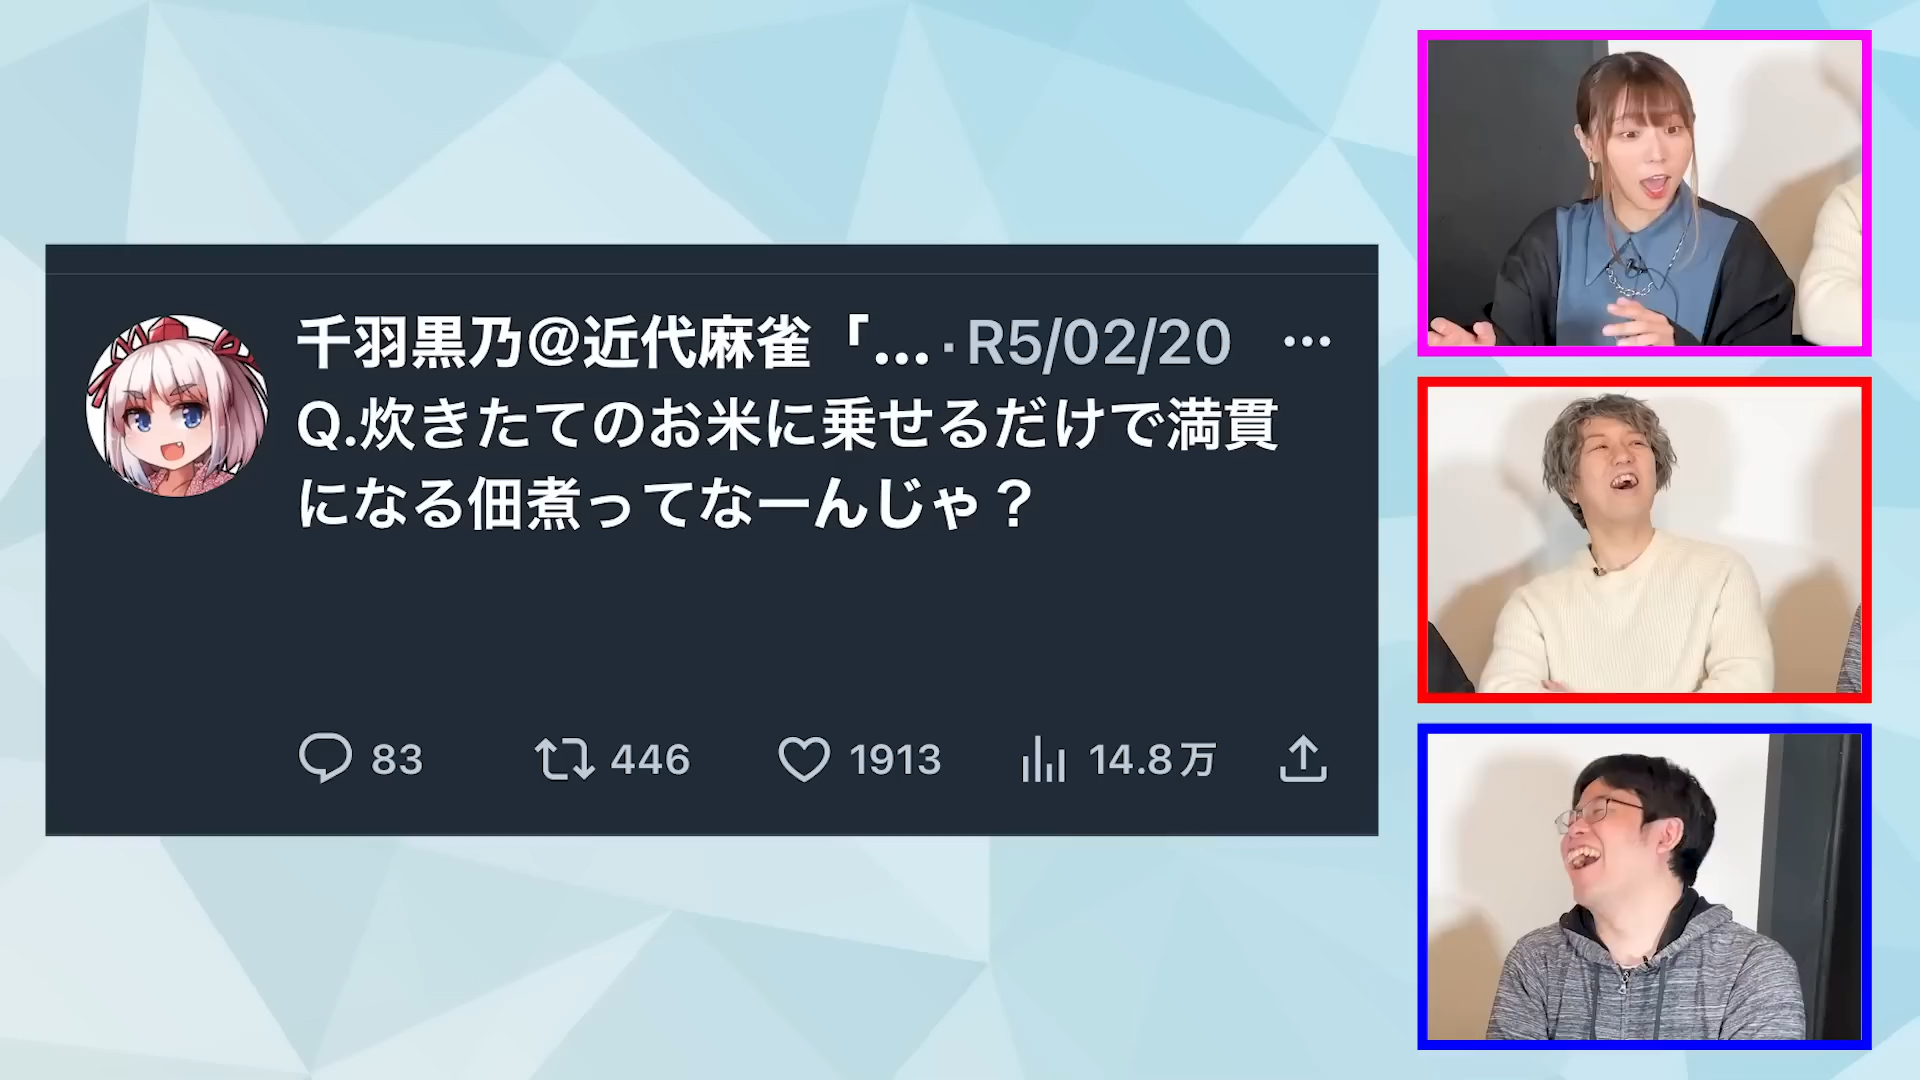 千羽黒乃@近代麻雀「... · R5/02/20 …
Q.炊きたてのお米に乗せるだけで満貫
になる佃煮ってなーんじゃ？
83 446 1913 14.8万